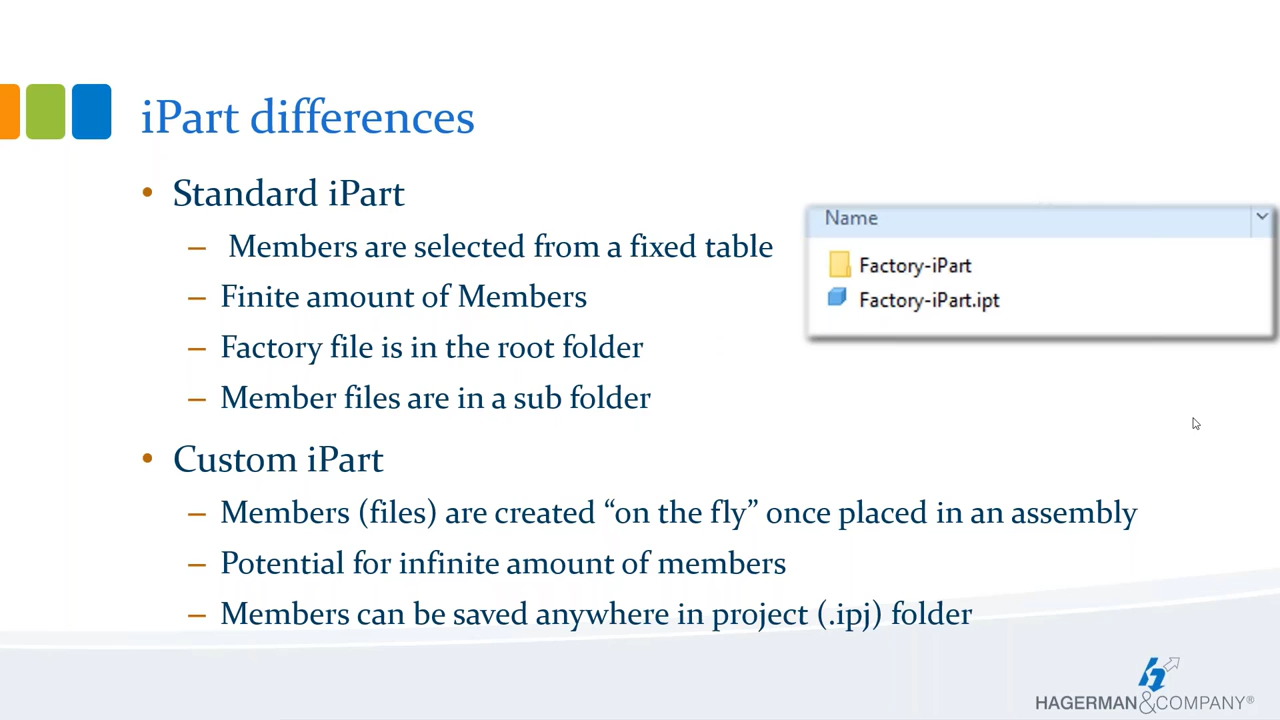 iPart differences
• Standard iPart
– Members are selected from a fixed table
– Finite amount of Members
– Factory file is in the root folder
– Member files are in a sub folder
Name
Factory-iPart
Factory-iPart.ipt
• Custom iPart
– Members (files) are created “on the fly” once placed in an assembly
– Potential for infinite amount of members
– Members can be saved anywhere in project (.ipj) folder
HAGERMAN&COMPANY®